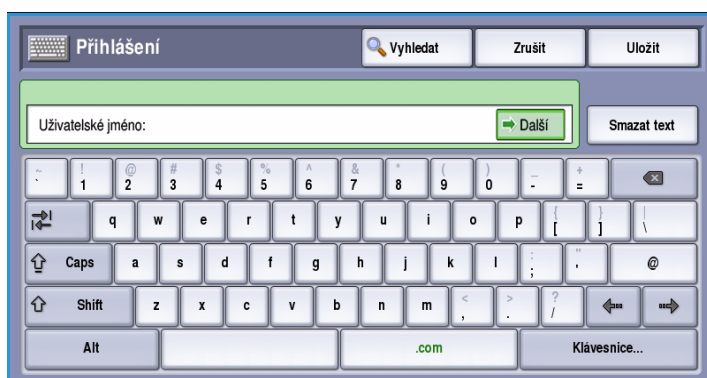 Přihlášení Vyhledat Zrušit Uložit
Uživatelské jméno: Další Smazat text
~ ! @ # $ % ^ & * ( ) _ +
` 1 2 3 4 5 6 7 8 9 0 - =
q w e r t y u i o p { [ } ] | \
Caps a s d f g h j k l : ; " ' @
Shift z x c v b n m < , > . ? /
Alt .com Klávesnice...